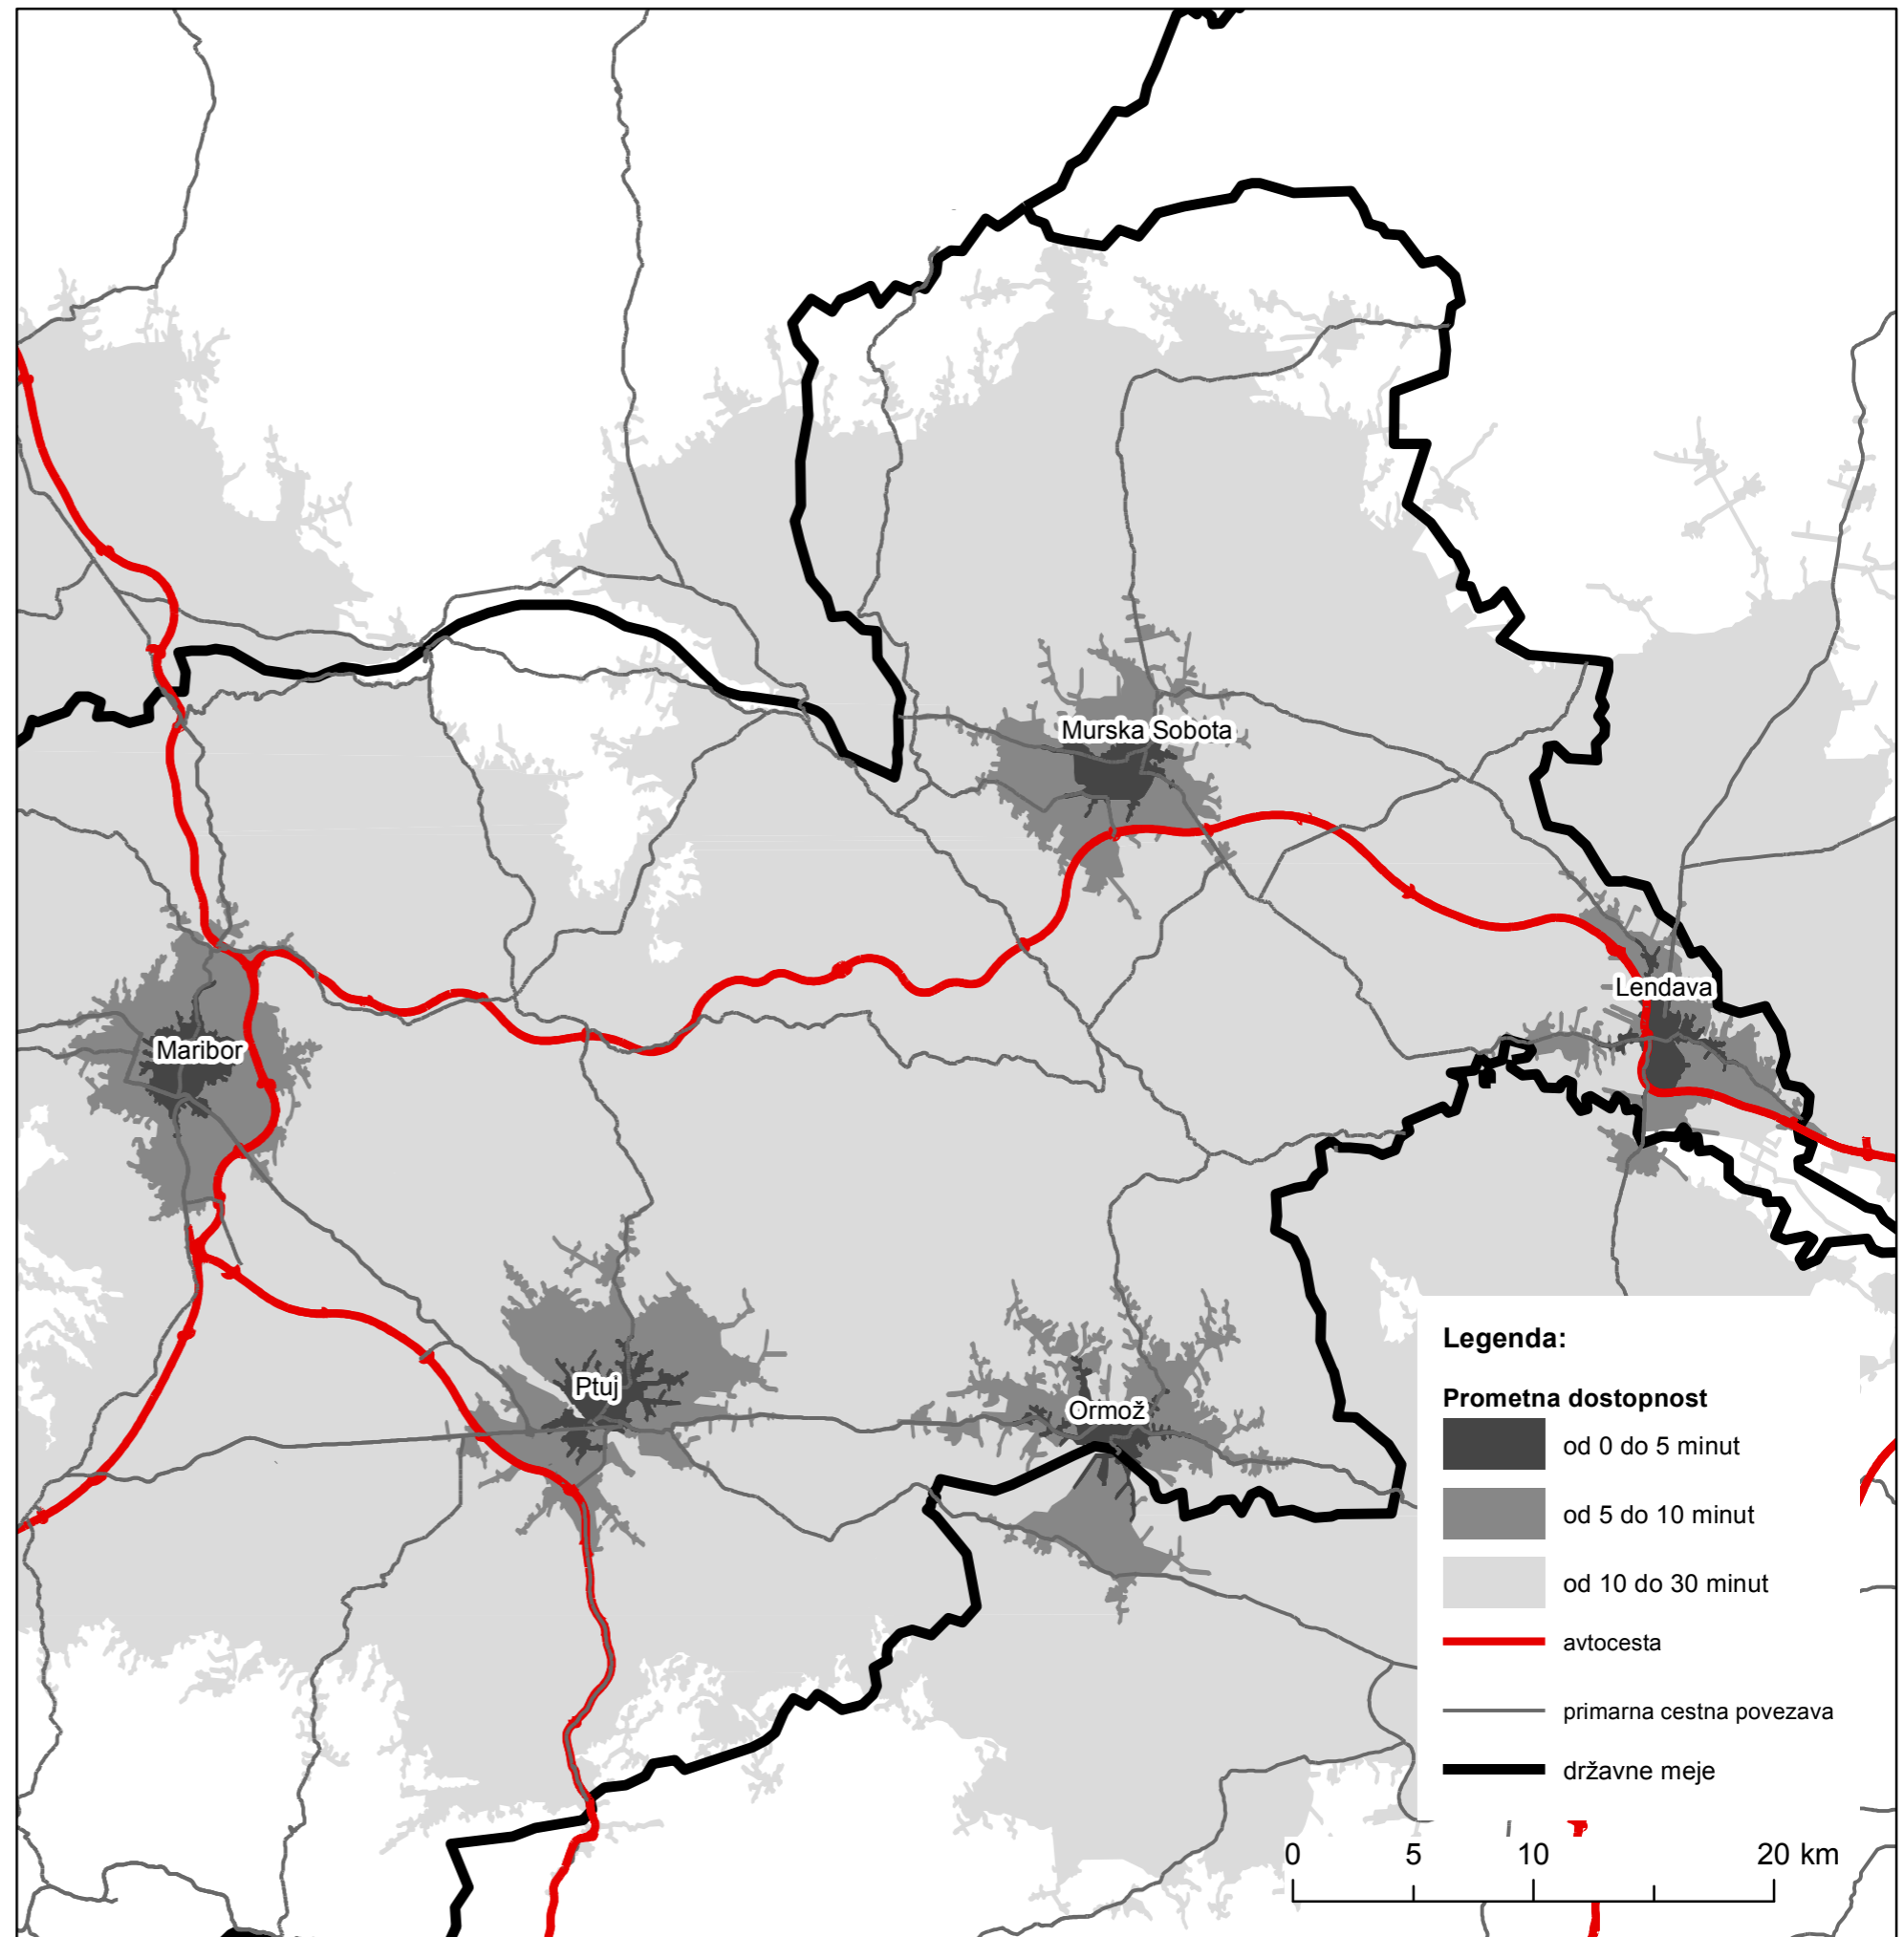 Murska Sobota
Lendava
Maribor
Ptuj
Ormož
Legenda:
Prometna dostopnost
od 0 do 5 minut
od 5 do 10 minut
od 10 do 30 minut
avtocesta
primarna cestna povezava
državne meje
0 5 10 20 km